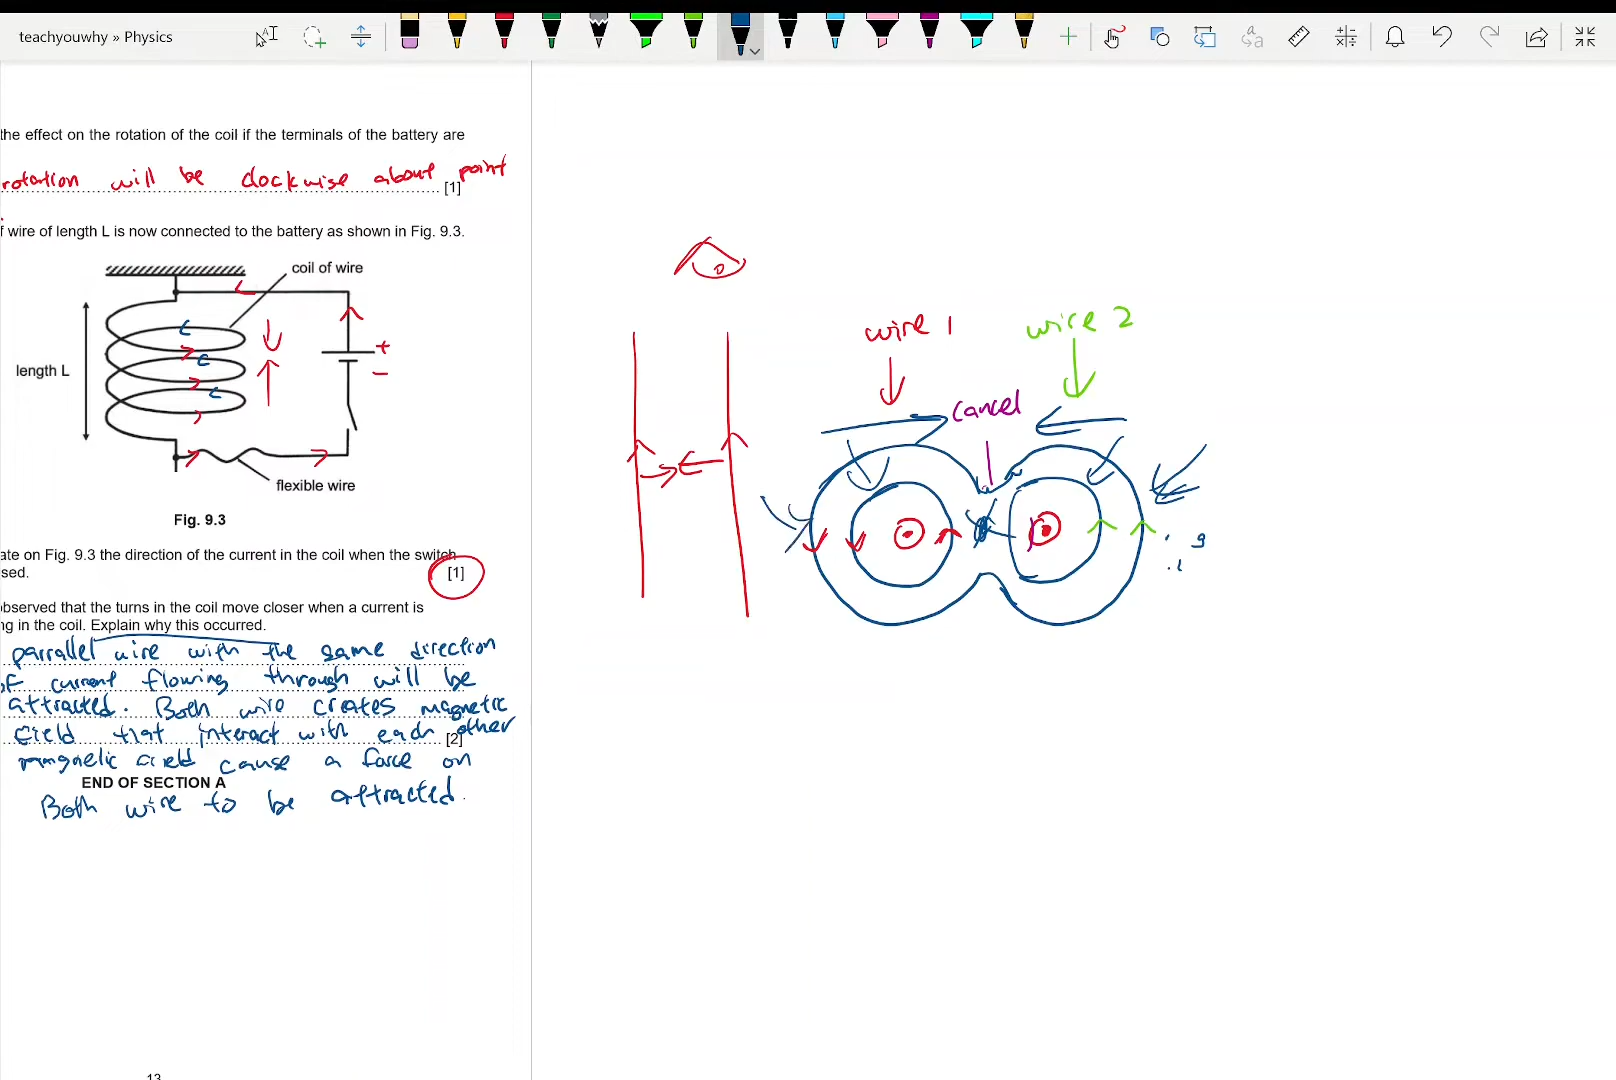 teachyouwhy » Physics
the effect on the rotation of the coil if the terminals of the battery are
rotation will be clockwise about point
[1]
f wire of length L is now connected to the battery as shown in Fig. 9.3.
coil of wire
C
C
C
+
−
length L
flexible wire
Fig. 9.3
ate on Fig. 9.3 the direction of the current in the coil when the switch
sed.
[1]
observed that the turns in the coil move closer when a current is
ng in the coil. Explain why this occurred.
parrallel wire with the same direction
of current flowing through will be
attracted. Both wire creates magnetic
field that interact with each other
[2]
magnetic field cause a force on
END OF SECTION A
Both wire to be attracted.
13
wire 1
wire 2
cancel